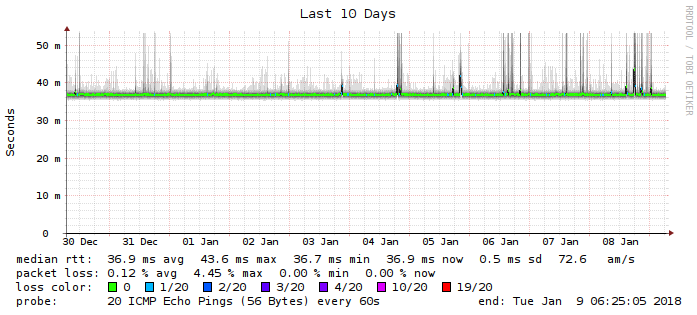 Last 10 Days
RRDTOOL / TOBI OETIKER
Seconds
50 m
40 m
30 m
20 m
10 m
0
30 Dec 31 Dec 01 Jan 02 Jan 03 Jan 04 Jan 05 Jan 06 Jan 07 Jan 08 Jan
median rtt: 36.9 ms avg 43.6 ms max 36.7 ms min 36.9 ms now 0.5 ms sd 72.6 am/s
packet loss: 0.12 % avg 4.45 % max 0.00 % min 0.00 % now
loss color: 0 1/20 2/20 3/20 4/20 10/20 19/20
probe: 20 ICMP Echo Pings (56 Bytes) every 60s end: Tue Jan 9 06:25:05 2018